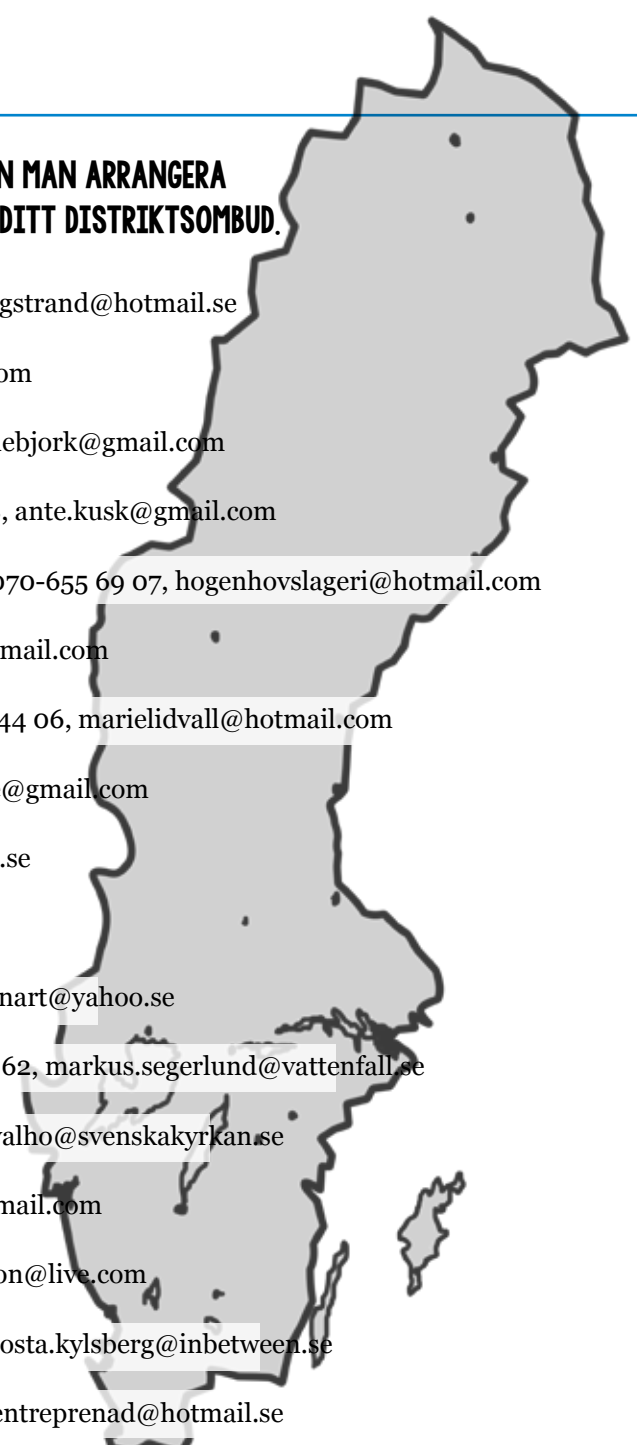 N MAN ARRANGERA
DITT DISTRIKTSOMBUD.
gstrand@hotmail.se
om
ebjork@gmail.com
, ante.kusk@gmail.com
070-655 69 07, hogenhovslageri@hotmail.com
mail.com
44 06, marielidvall@hotmail.com
@gmail.com
.se
nart@yahoo.se
62, markus.segerlund@vattenfall.se
valho@svenskakyrkan.se
mail.com
on@live.com
osta.kylsberg@inbetween.se
entreprenad@hotmail.se